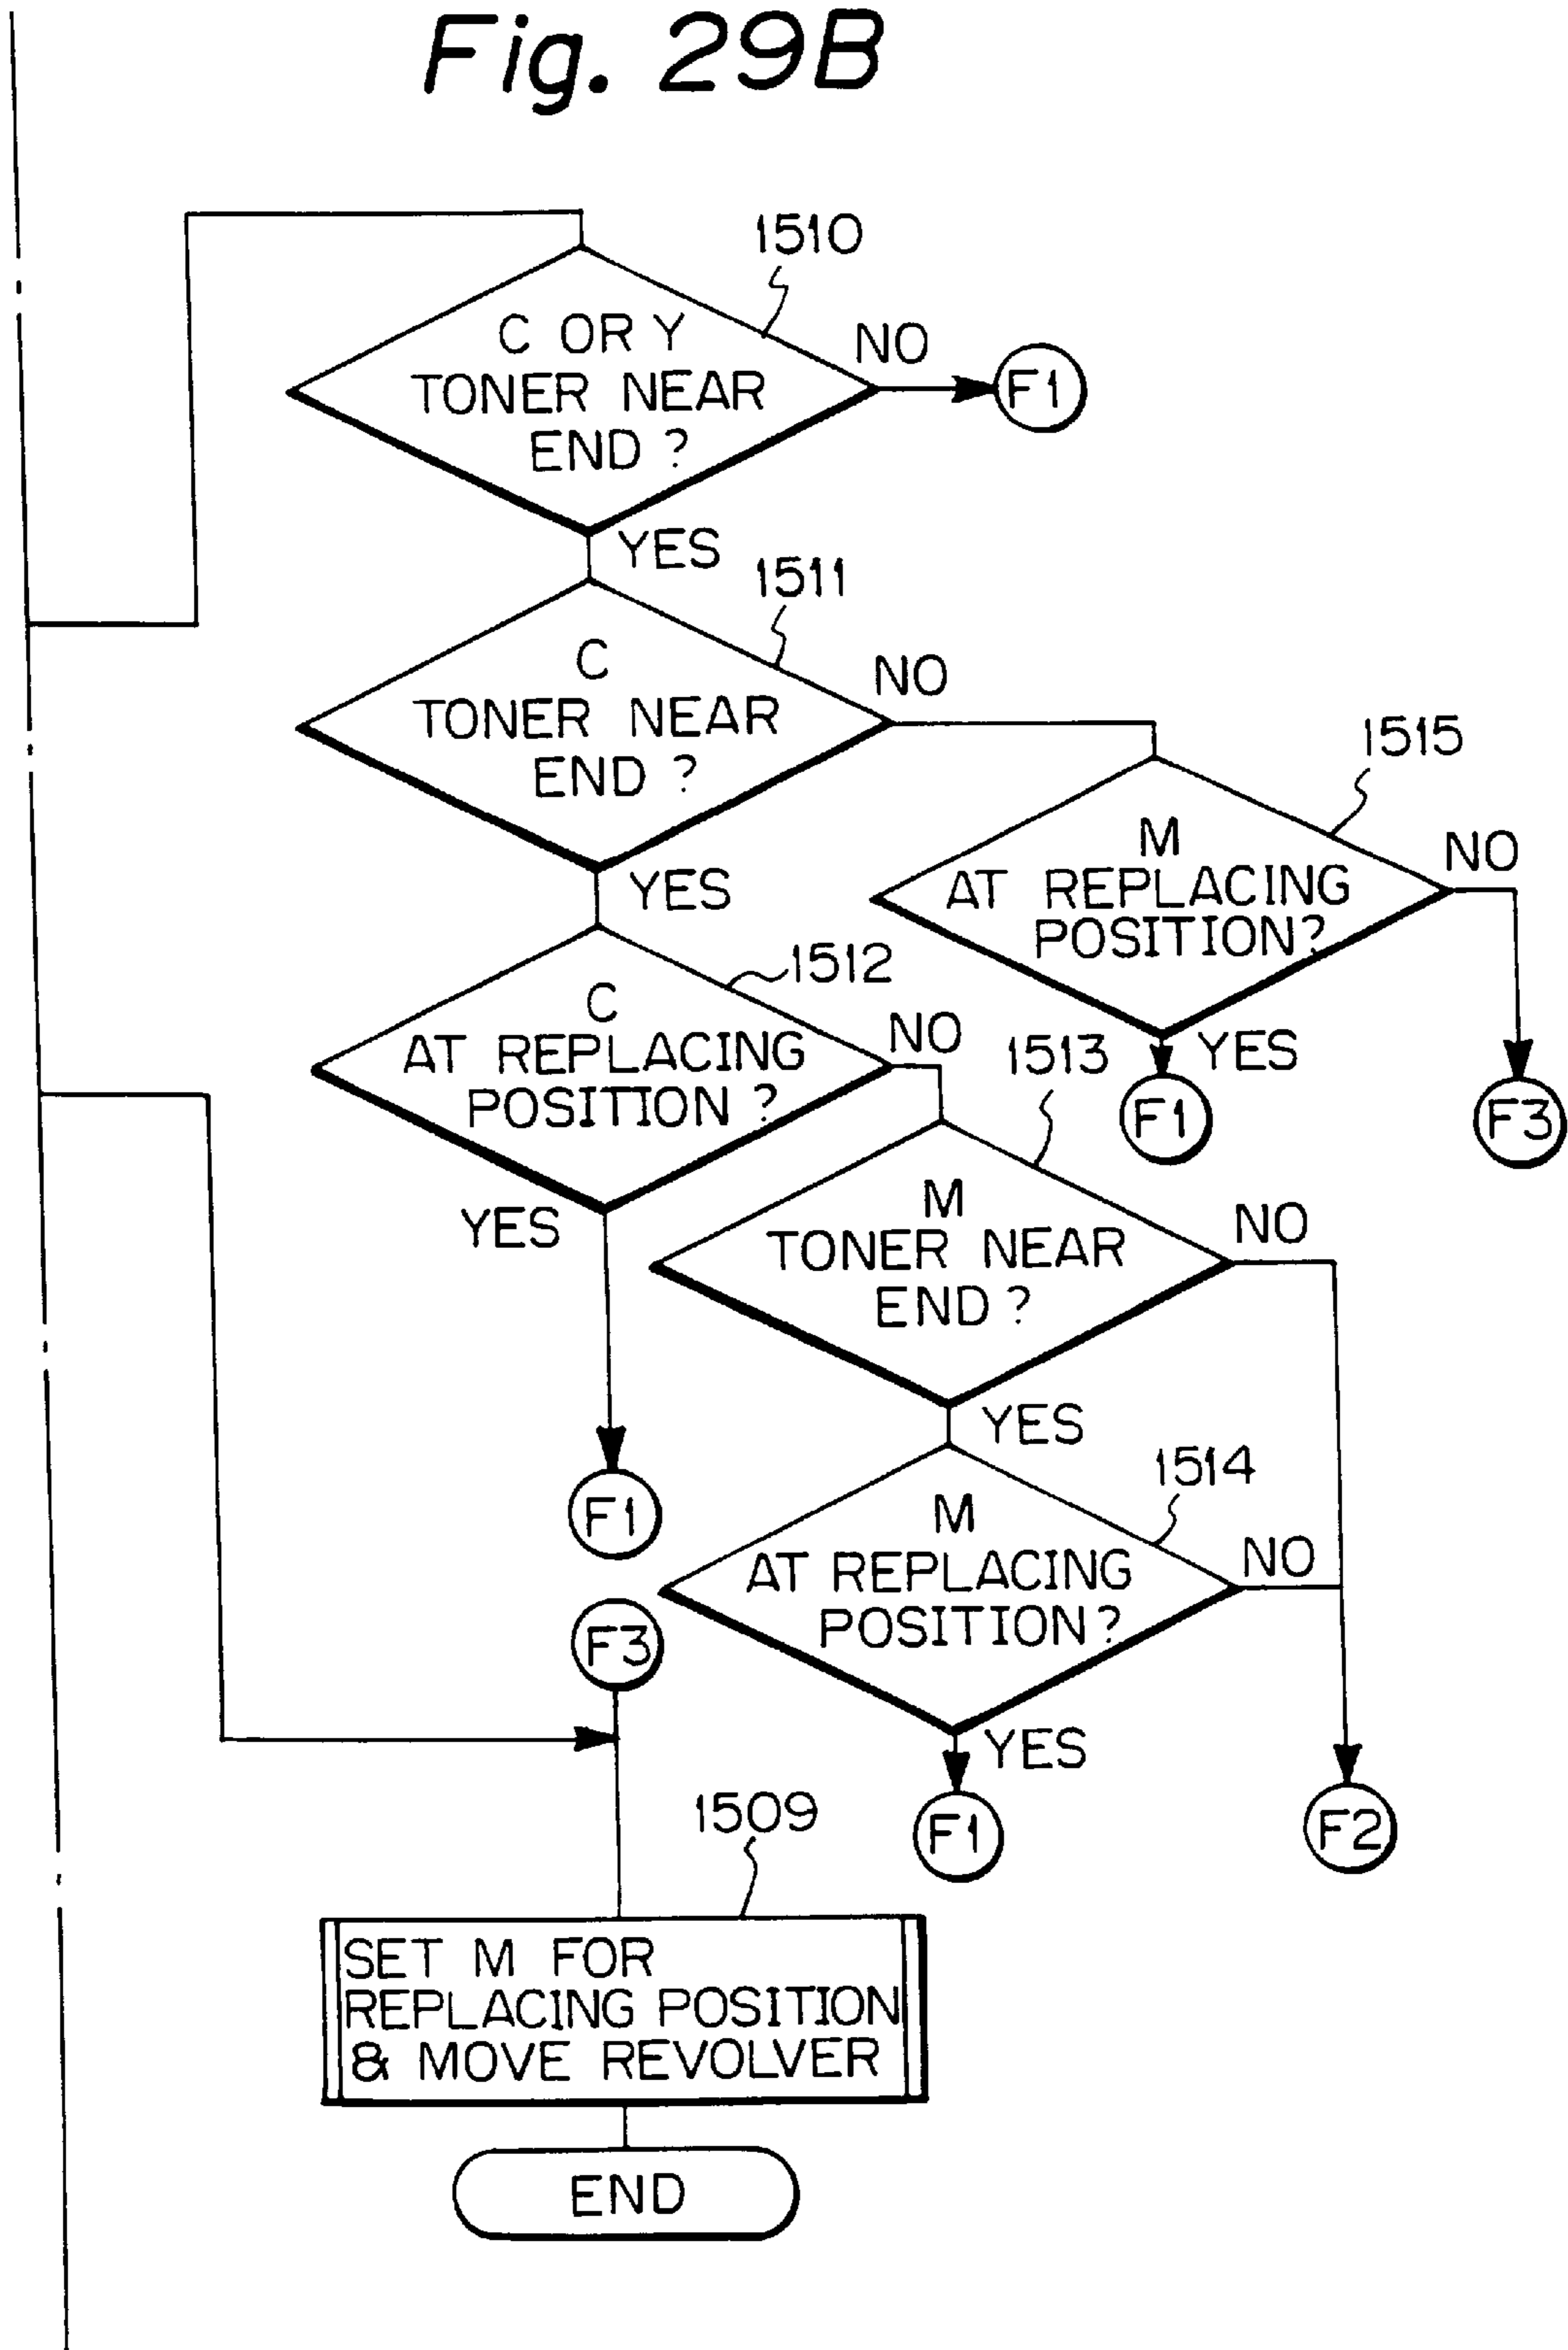 Fig. 29B
1510
C OR Y
TONER NEAR
END ?
NO
F1
YES
1511
C
TONER NEAR
END ?
NO
1515
M
AT REPLACING
POSITION?
NO
YES
F1
F3
YES
1512
C
AT REPLACING
POSITION ?
NO
1513
YES
F1
M
TONER NEAR
END ?
NO
YES
1514
M
AT REPLACING
POSITION?
NO
YES
F1
F2
F3
1509
SET M FOR
REPLACING POSITION
& MOVE REVOLVER
END